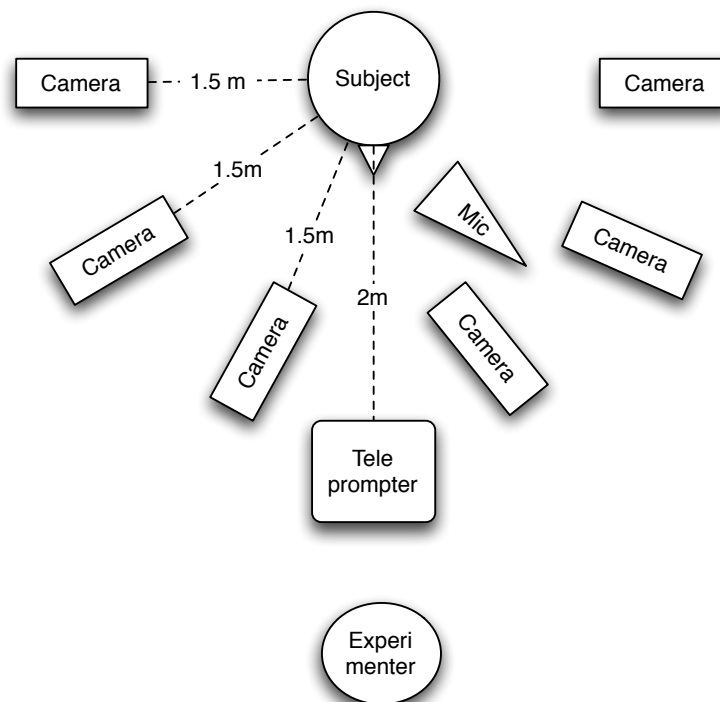 Camera
1.5 m
Subject
Camera
1.5m
Mic
Camera
1.5m
Camera
2m
Camera
Camera
Tele
prompter
Experi
menter